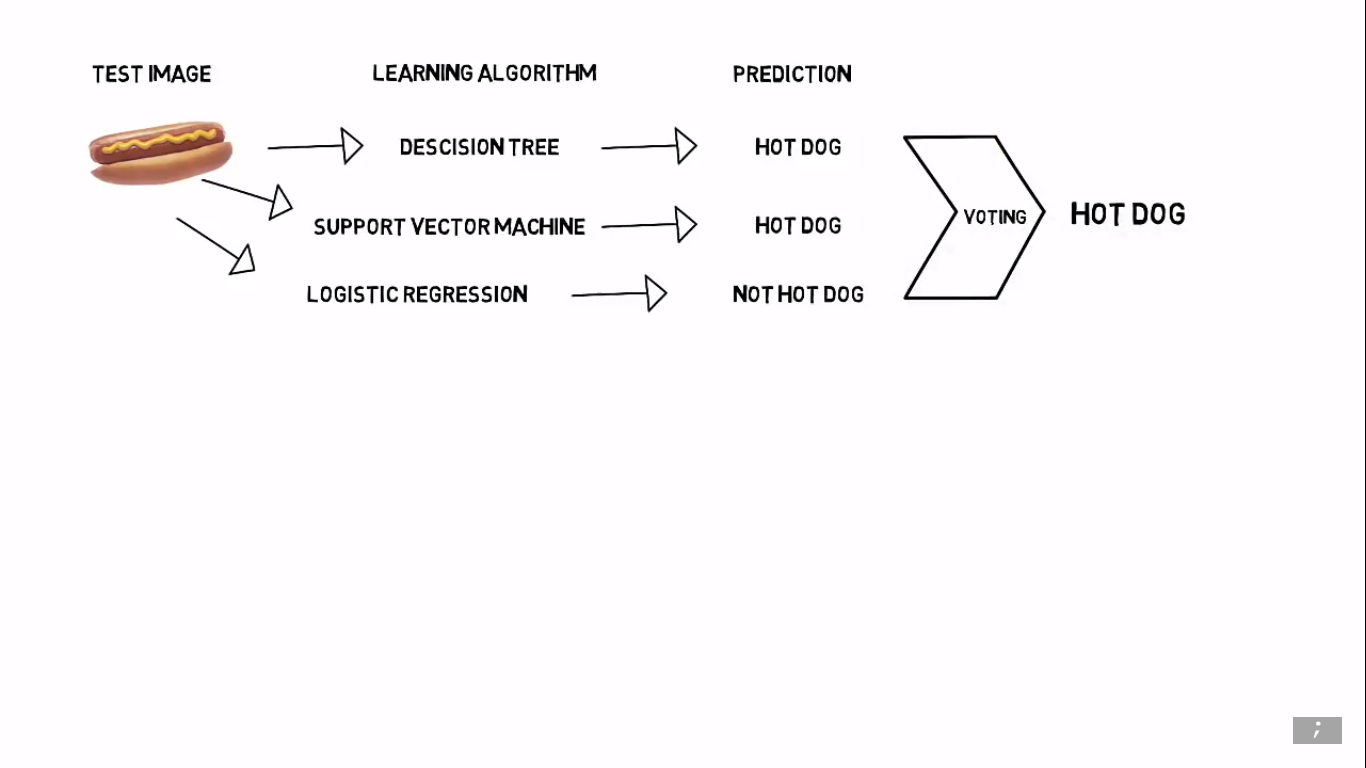 TEST IMAGE
LEARNING ALGORITHM
PREDICTION
DESCISION TREE
HOT DOG
SUPPORT VECTOR MACHINE
HOT DOG
LOGISTIC REGRESSION
NOT HOT DOG
VOTING
HOT DOG
;